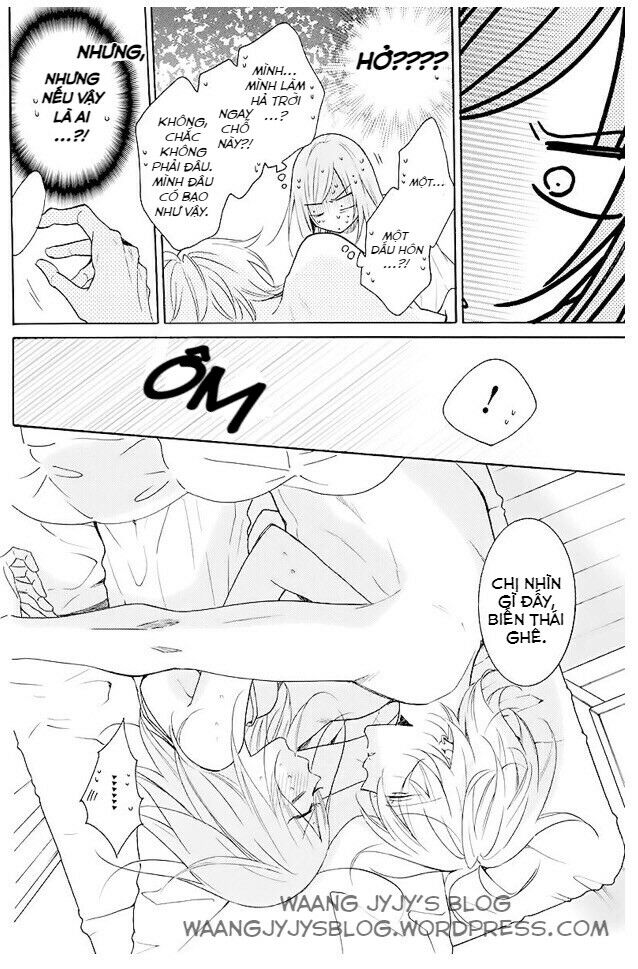 HỞ????
MỘT...
MỘT
DẤU HÔN
...?!
MÌNH...
MÌNH LÀM
HÀ TRỜI
...?
NGAY
CHỖ
NÀY?!
KHÔNG,
CHẮC
KHÔNG
PHẢI ĐÂU.
MÌNH ĐÂU
CÓ BẠO
NHƯ VẬY.
NHƯNG,
NHƯNG
NẾU VẬY
LÀ AI
...?!
!
ÔM
CHỊ NHÌN
GÌ ĐẤY,
BIẾN THÁI
GHÊ.
WAANG JYJY'S BLOG
WAANGJYJYSBLOG.WORDPRESS.COM